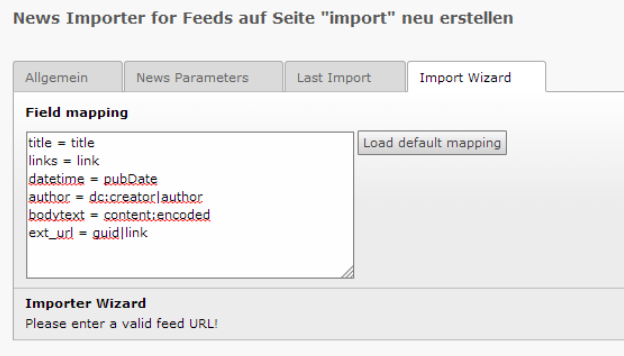 News Importer for Feeds auf Seite "import" neu erstellen
Allgemein
News Parameters
Last Import
Import Wizard
Field mapping
title = title
links = link
datetime = pubDate
author = dc:creator|author
bodytext = content:encoded
ext_url = guid|link
Load default mapping
Importer Wizard
Please enter a valid feed URL!